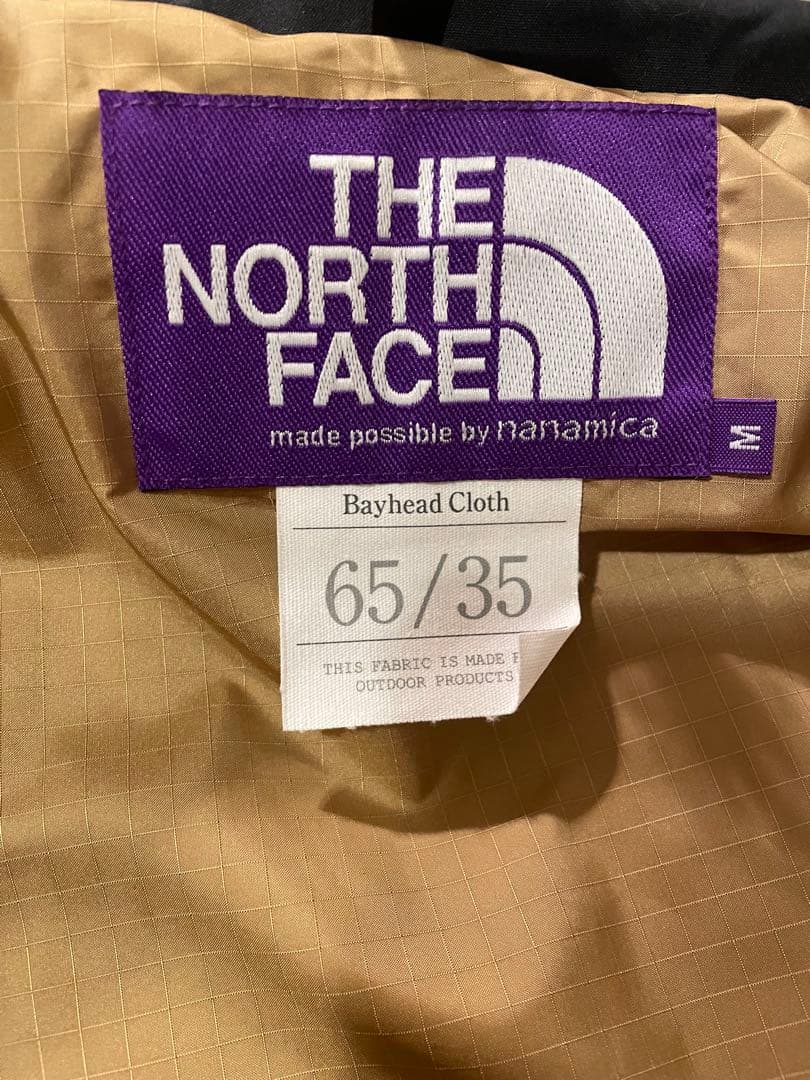 THE
NORTH
FACE
made possible by nanamica
M
Bayhead Cloth
65/35
THIS FABRIC IS MADE
OUTDOOR PRODUCTS